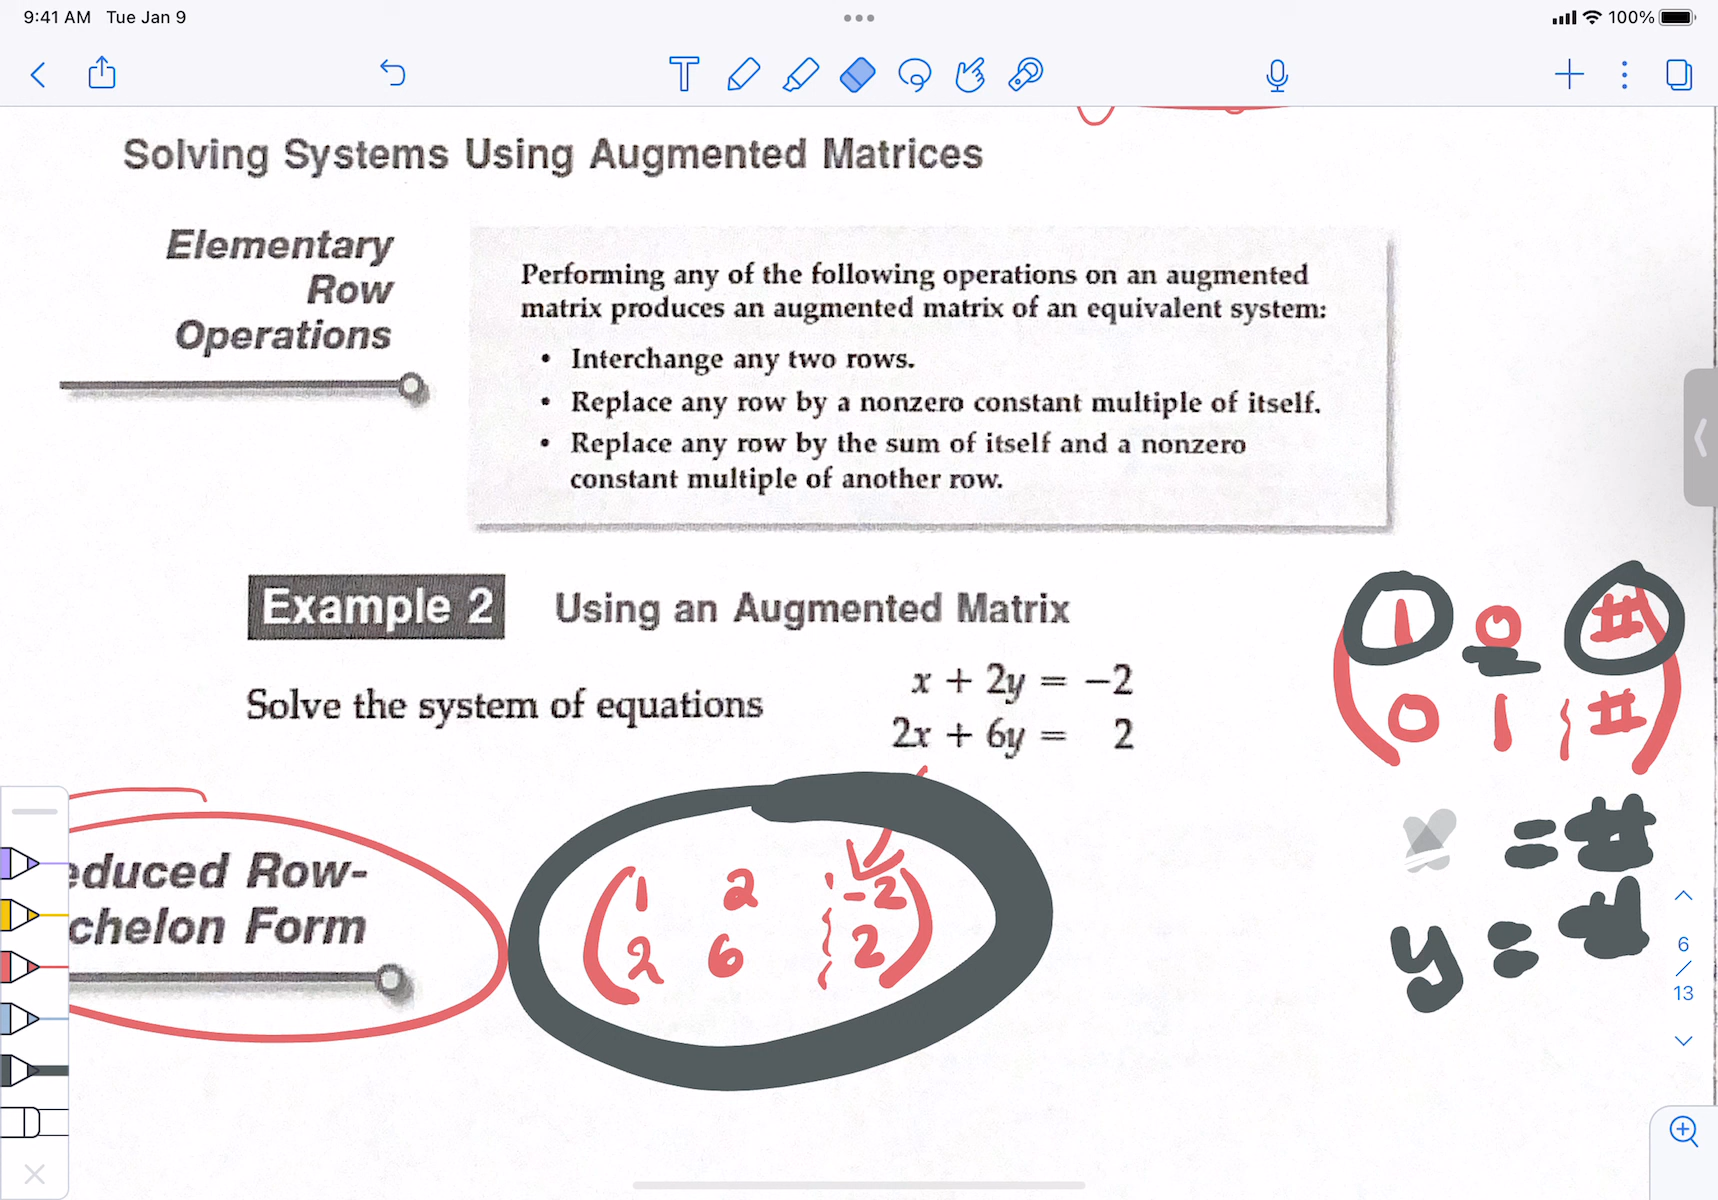 9:41 AM Tue Jan 9
100%
Solving Systems Using Augmented Matrices
Elementary
Row
Operations
Performing any of the following operations on an augmented
matrix produces an augmented matrix of an equivalent system:
• Interchange any two rows.
• Replace any row by a nonzero constant multiple of itself.
• Replace any row by the sum of itself and a nonzero
constant multiple of another row.
Example 2 Using an Augmented Matrix
Solve the system of equations
x + 2y = -2
2x + 6y = 2
1 0 #
0 1 #
educed Row-
chelon Form
1 2 -2
2 6 2
x = #
y = #
6
/
13